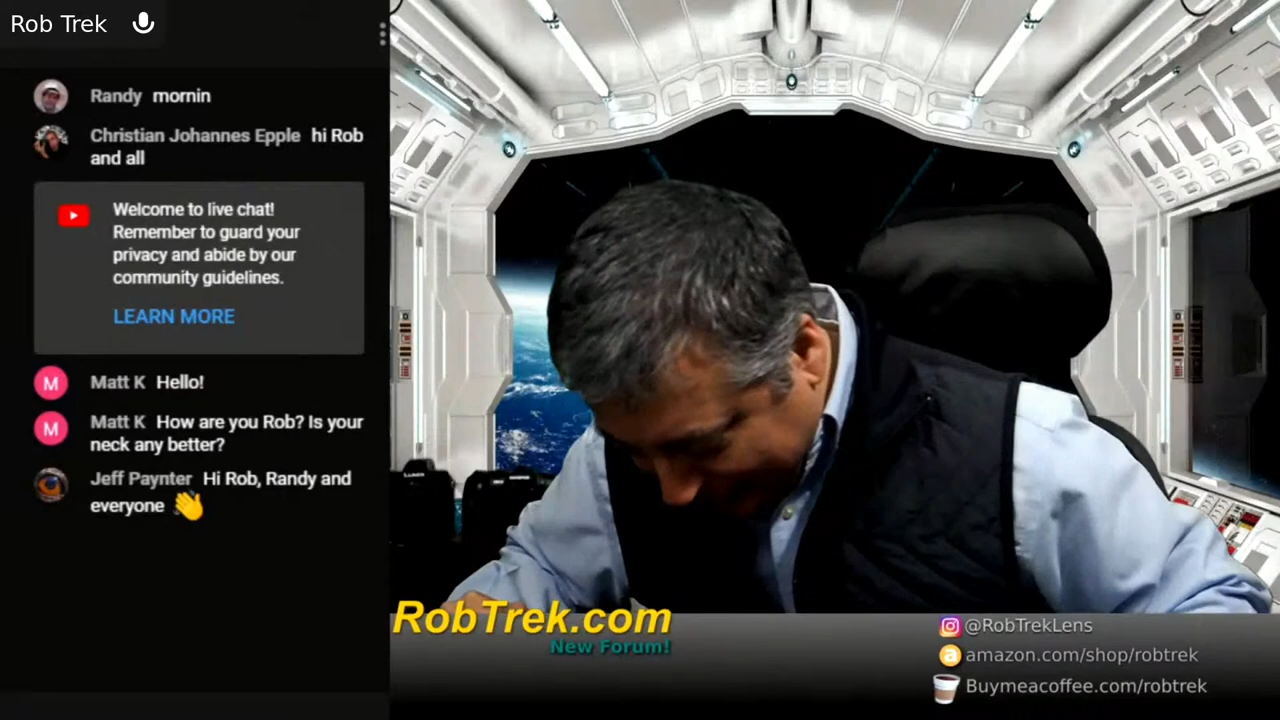 Rob Trek
Randy mornin
Christian Johannes Epple hi Rob
and all
Welcome to live chat!
Remember to guard your
privacy and abide by our
community guidelines.
LEARN MORE
M Matt K Hello!
M Matt K How are you Rob? Is your
neck any better?
Jeff Paynter Hi Rob, Randy and
everyone 👋
LUMIX
RobTrek.com
New Forum!
@RobTrekLens
a amazon.com/shop/robtrek
Buymeacoffee.com/robtrek